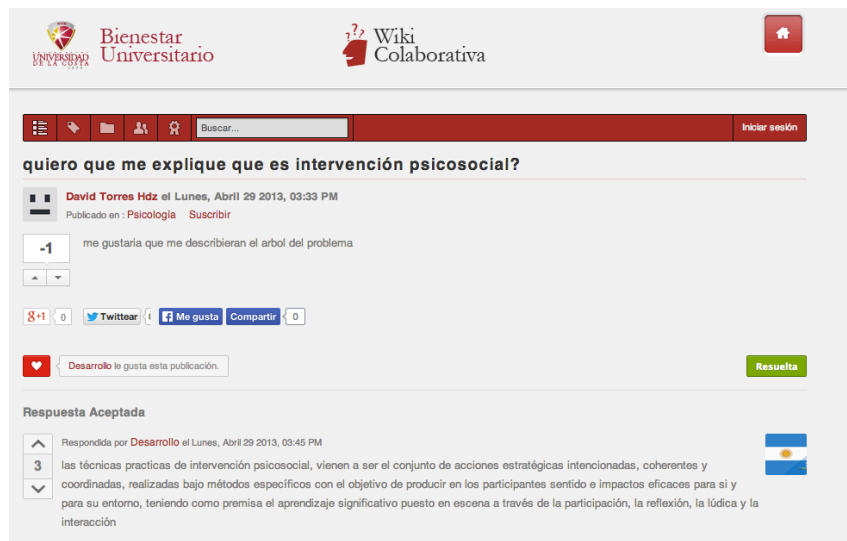 Bienestar
Universitario
UNIVERSIDAD
DE LA COSTA
Wiki
Colaborativa
Buscar...
Iniciar sesión
quiero que me explique que es intervención psicosocial?
David Torres Hdz el Lunes, Abril 29 2013, 03:33 PM
Publicado en : Psicología Suscribir
-1
me gustaria que me describieran el arbol del problema
g+1 0 Twittear Me gusta Compartir 0
Desarrollo le gusta esta publicación.
Resuelta
Respuesta Aceptada
Respondida por Desarrollo el Lunes, Abril 29 2013, 03:45 PM
3
las técnicas practicas de intervención psicosocial, vienen a ser el conjunto de acciones estratégicas intencionadas, coherentes y
coordinadas, realizadas bajo métodos específicos con el objetivo de producir en los participantes sentido e impactos eficaces para si y
para su entorno, teniendo como premisa el aprendizaje significativo puesto en escena a través de la participación, la reflexión, la lúdica y la
interacción